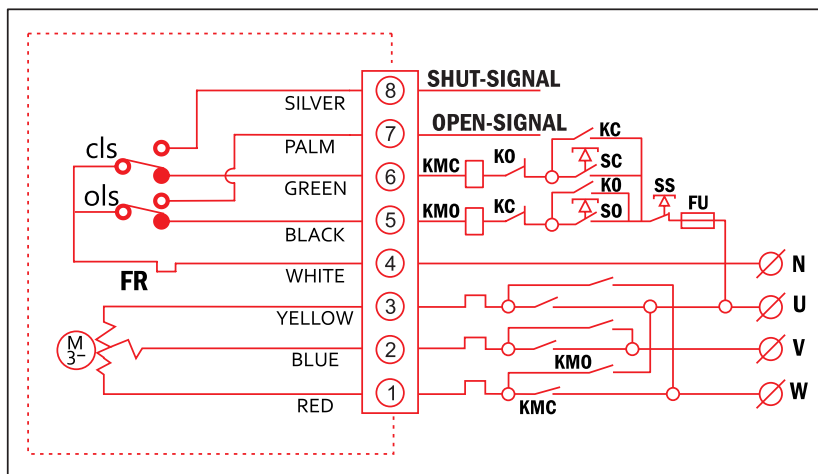 SILVER 8 SHUT-SIGNAL
PALM 7 OPEN-SIGNAL KC
cls GREEN 6 KMC KO SC
KO SS FU
ols BLACK 5 KMO KC SO
FR WHITE 4 N
YELLOW 3 U
M
3~ BLUE 2 V
KMO
RED 1 KMC W